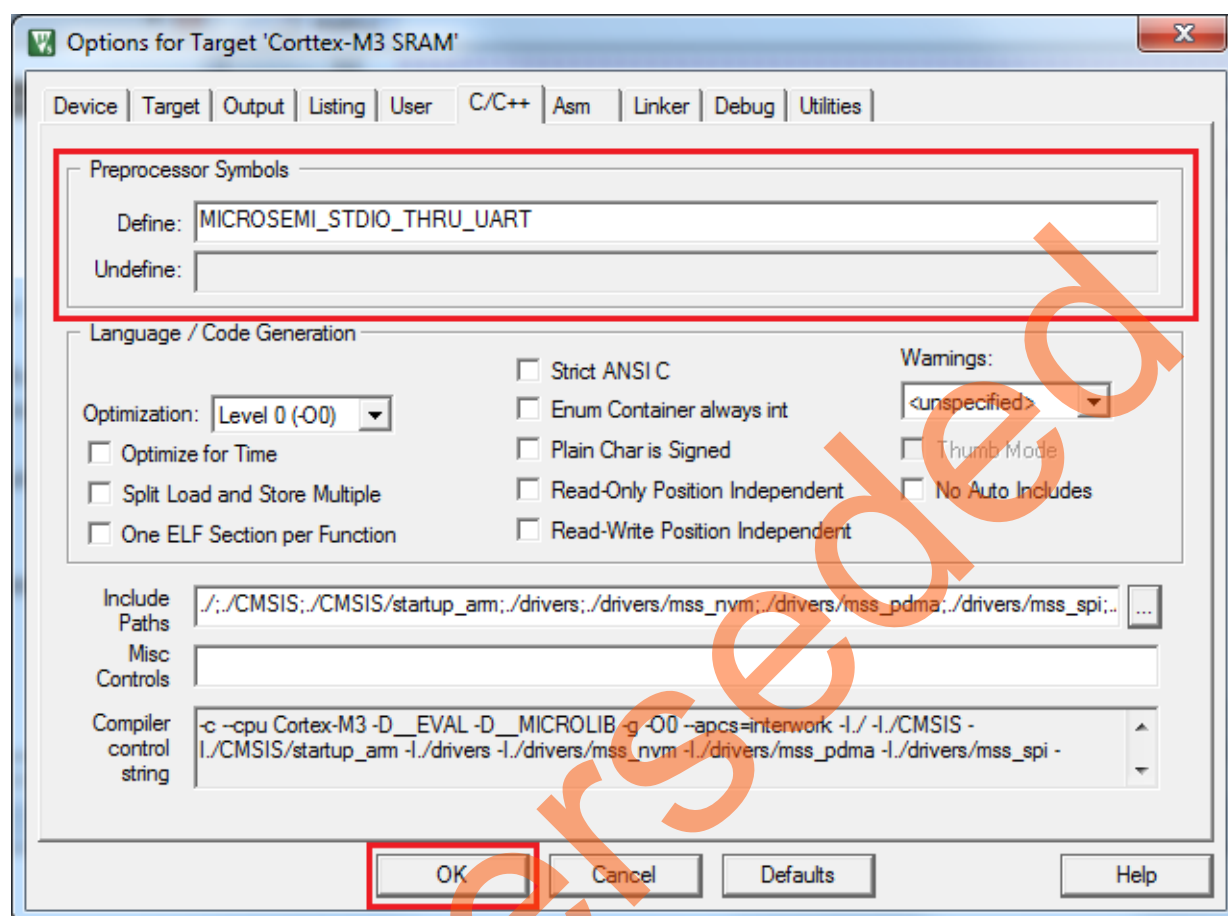 Options for Target 'Corttex-M3 SRAM'
Device Target Output Listing User C/C++ Asm Linker Debug Utilities
Preprocessor Symbols
Define: MICROSEMI_STDIO_THRU_UART
Undefine:
Language / Code Generation
Optimization: Level 0 (-O0)
Optimize for Time
Split Load and Store Multiple
One ELF Section per Function
Strict ANSI C
Enum Container always int
Plain Char is Signed
Read-Only Position Independent
Read-Write Position Independent
Warnings:
<unspecified>
Thumb Mode
No Auto Includes
Include
Paths
./;./CMSIS;./CMSIS/startup_arm;./drivers;./drivers/mss_nvm;./drivers/mss_pdma;./drivers/mss_spi;..
...
Misc
Controls
Compiler
control
string
-c --cpu Cortex-M3 -D__EVAL -D__MICROLIB -g -O0 --apcs=interwork -I./ -I./CMSIS -
I./CMSIS/startup_arm -I./drivers -I./drivers/mss_nvm -I./drivers/mss_pdma -I./drivers/mss_spi -
OK Cancel Defaults Help
erseded